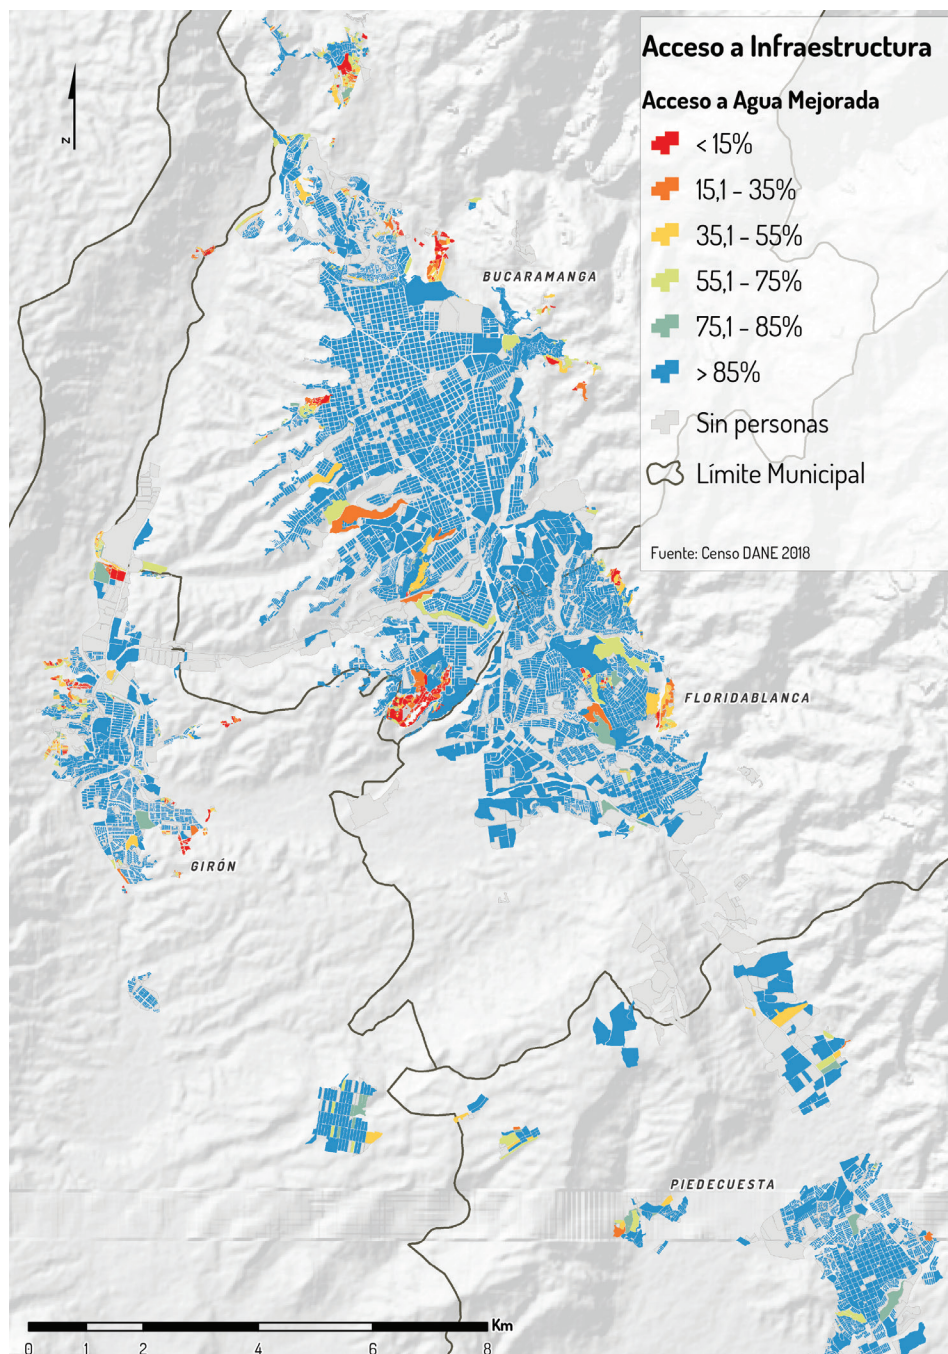 Acceso a Infraestructura
Acceso a Agua Mejorada
< 15%
15,1 - 35%
35,1 - 55%
55,1 - 75%
75,1 - 85%
> 85%
Sin personas
Límite Municipal
Fuente: Censo DANE 2018
N
BUCARAMANGA
FLORIDABLANCA
GIRÓN
PIEDECUESTA
Km
0 1 2 4 6 8